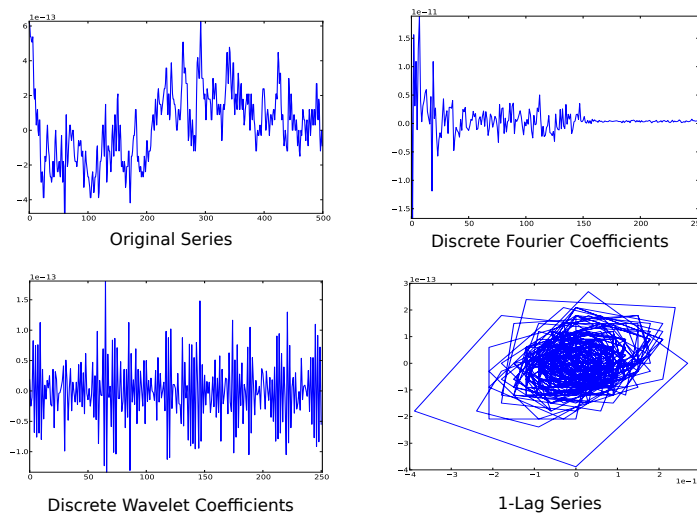 1e−13
6
4
2
0
−2
−4
0 100 200 300 400 500
Original Series
1e−11
1.5
1.0
0.5
0.0
−0.5
−1.0
−1.5
0 50 100 150 200
Discrete Fourier Coefficients
1e−13
1.5
1.0
0.5
0.0
−0.5
−1.0
0 50 100 150 200 250
Discrete Wavelet Coefficients
1e−13
3
2
1
0
−1
−2
−3
−4
−4 −3 −2 −1 0 1 2
1-Lag Series